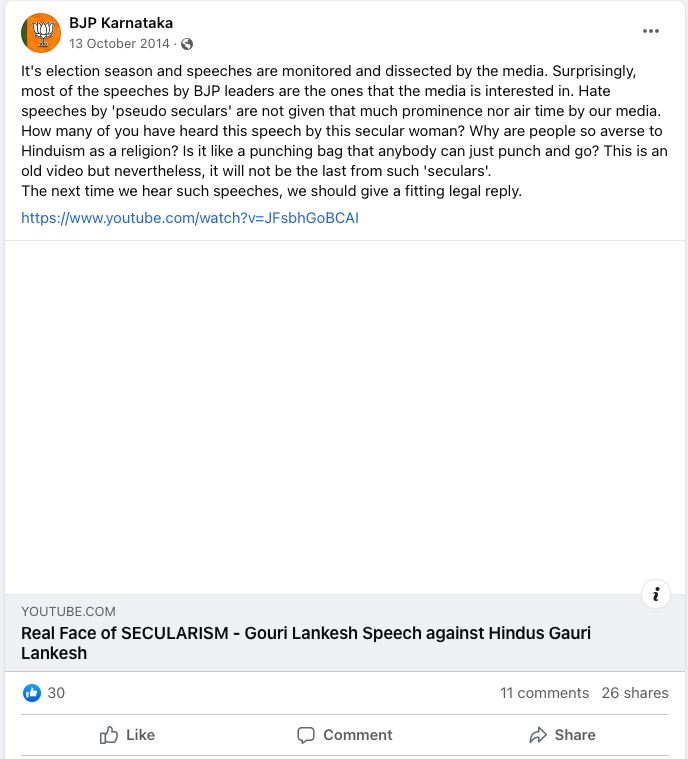 BJP Karnataka
13 October 2014 ·
It's election season and speeches are monitored and dissected by the media. Surprisingly,
most of the speeches by BJP leaders are the ones that the media is interested in. Hate
speeches by 'pseudo seculars' are not given that much prominence nor air time by our media.
How many of you have heard this speech by this secular woman? Why are people so averse to
Hinduism as a religion? Is it like a punching bag that anybody can just punch and go? This is an
old video but nevertheless, it will not be the last from such 'seculars'.
The next time we hear such speeches, we should give a fitting legal reply.
https://www.youtube.com/watch?v=JFsbhGoBCAI
YOUTUBE.COM
Real Face of SECULARISM - Gouri Lankesh Speech against Hindus Gauri
Lankesh
30
11 comments 26 shares
Like Comment Share